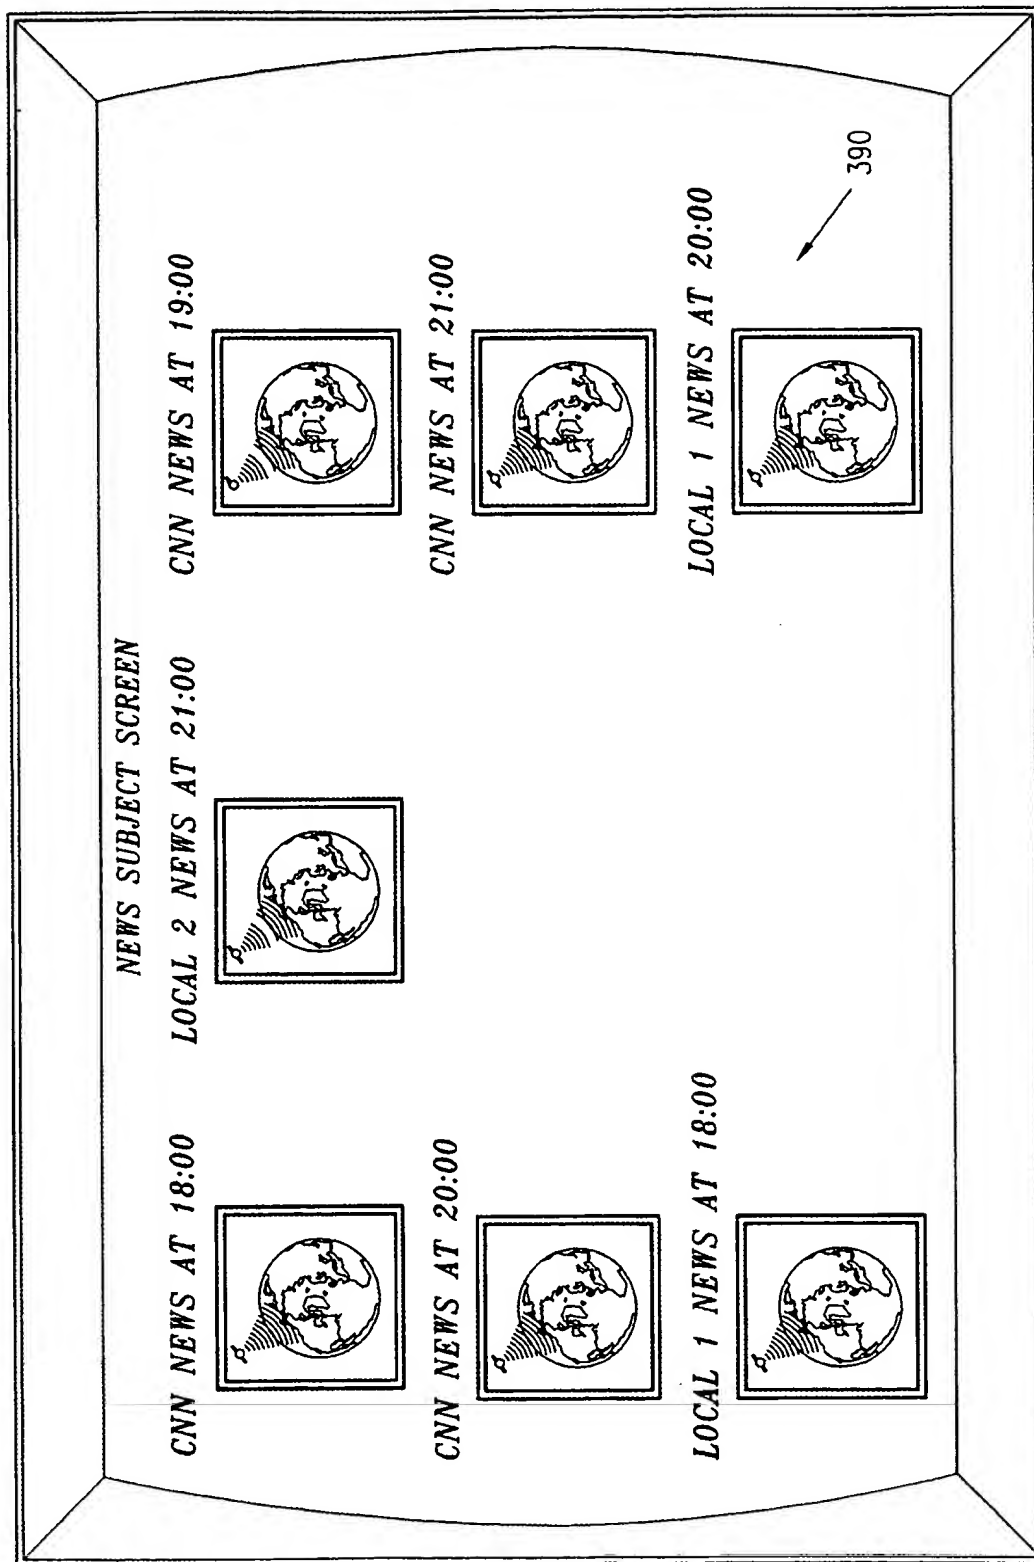 NEWS SUBJECT SCREEN
CNN NEWS AT 18:00
LOCAL 2 NEWS AT 21:00
CNN NEWS AT 19:00
CNN NEWS AT 20:00
CNN NEWS AT 21:00
LOCAL 1 NEWS AT 18:00
LOCAL 1 NEWS AT 20:00
390